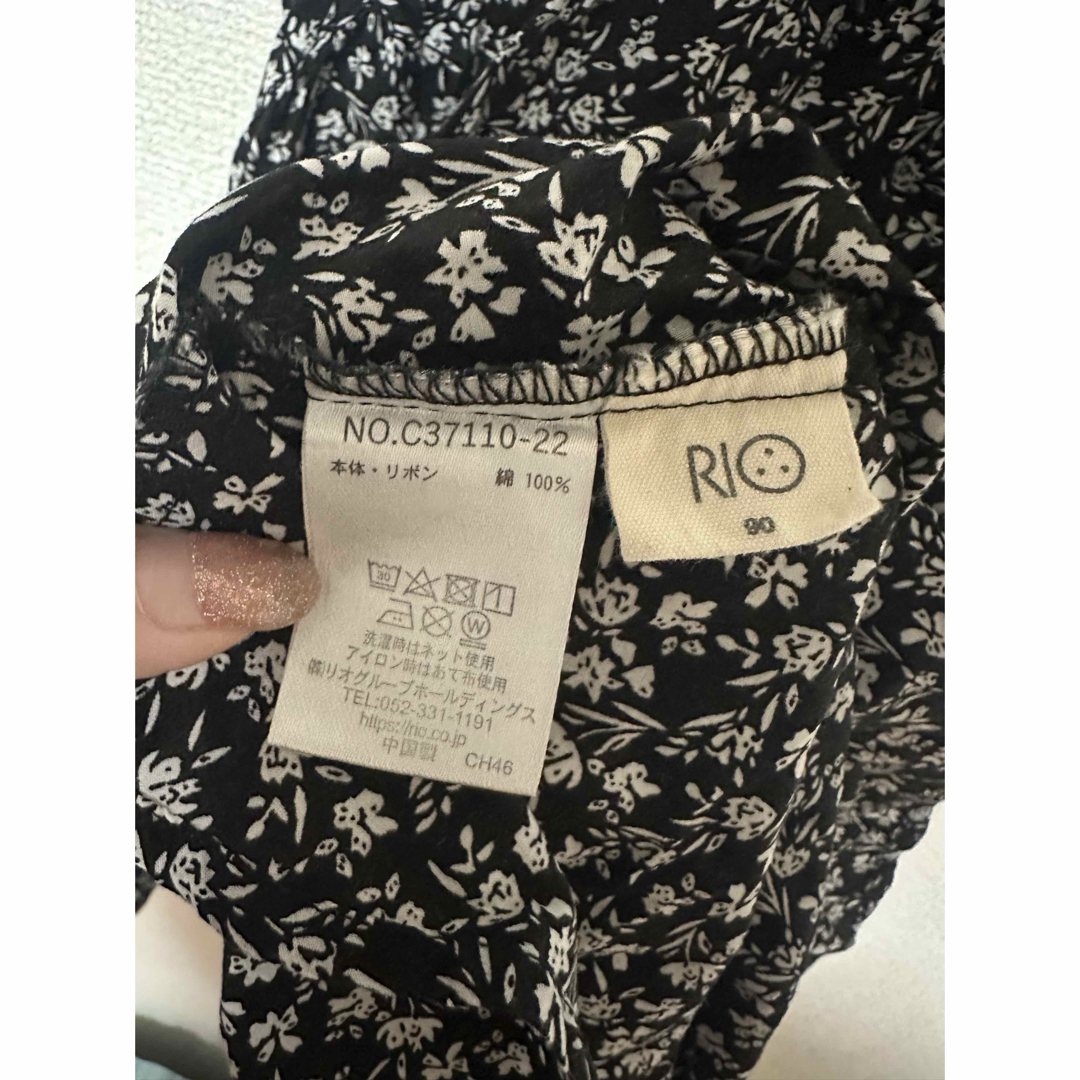 NO.C37110-22
本体・リボン 綿 100%
30
W
洗濯時はネット使用
アイロン時はあて布使用
㈱リオグループホールディングス
TEL:052-331-1191
https://rio.co.jp
中国製
CH46
RIO
90